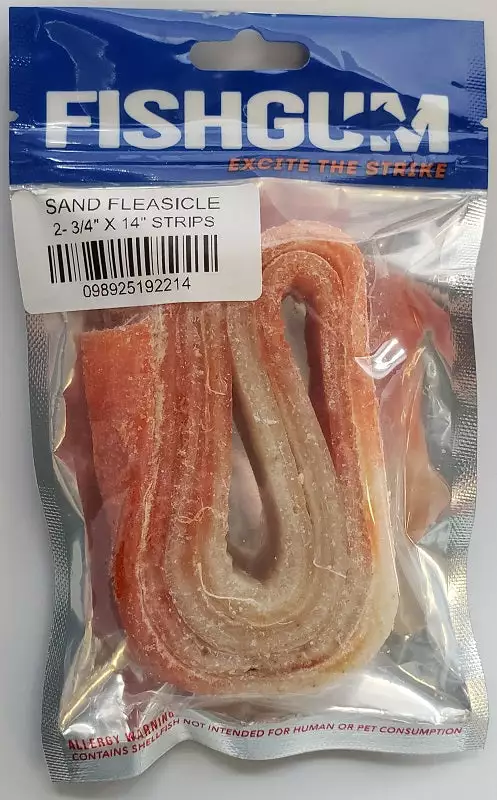 FISHGUM
EXCITE THE STRIKE
SAND FLEASICLE
2- 3/4" X 14" STRIPS
098925192214
ALLERGY WARNING
CONTAINS SHELLFISH NOT INTENDED FOR HUMAN OR PET CONSUMPTION